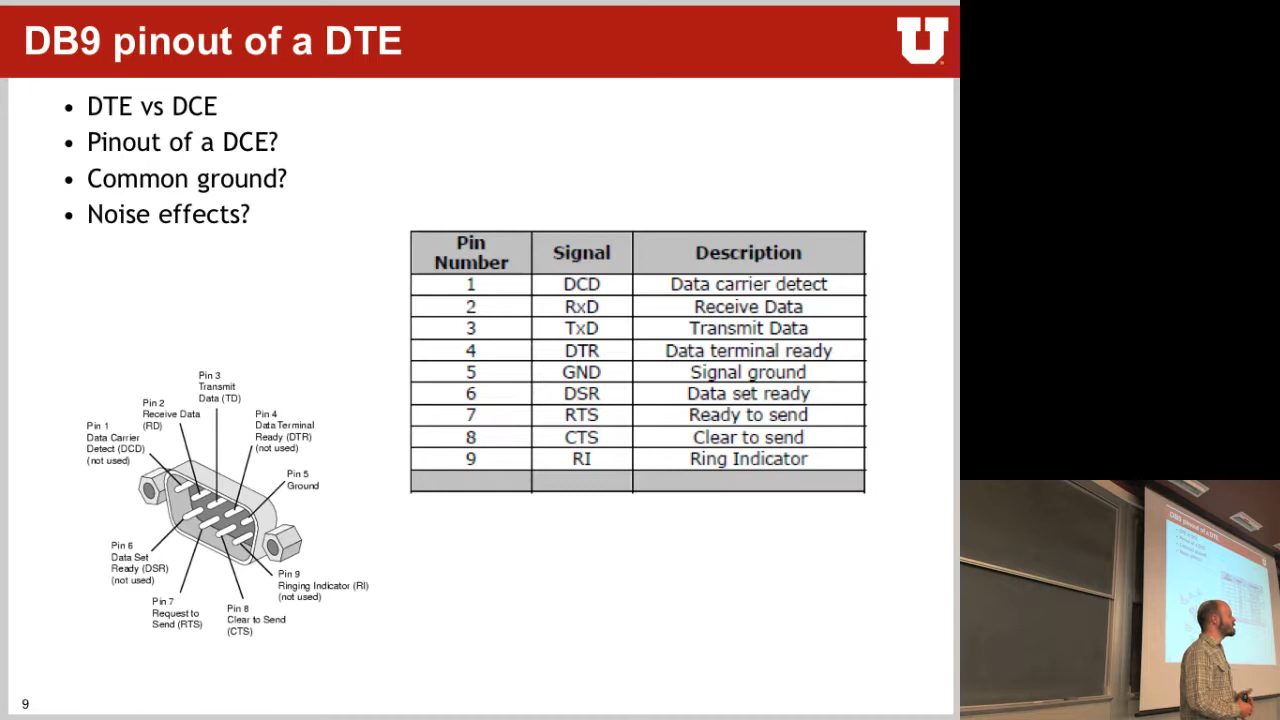 DB9 pinout of a DTE
U
• DTE vs DCE
• Pinout of a DCE?
• Common ground?
• Noise effects?
Pin Number Signal Description
1 DCD Data carrier detect
2 RxD Receive Data
3 TxD Transmit Data
4 DTR Data terminal ready
5 GND Signal ground
6 DSR Data set ready
7 RTS Ready to send
8 CTS Clear to send
9 RI Ring Indicator
Pin 3
Transmit
Data (TD)
Pin 2
Receive Data
(RD)
Pin 4
Data Terminal
Ready (DTR)
(not used)
Pin 1
Data Carrier
Detect (DCD)
(not used)
Pin 5
Ground
Pin 6
Data Set
Ready (DSR)
(not used)
Pin 9
Ringing Indicator (RI)
(not used)
Pin 7
Request to
Send (RTS)
Pin 8
Clear to Send
(CTS)
9
DB9 pinout of a DTE